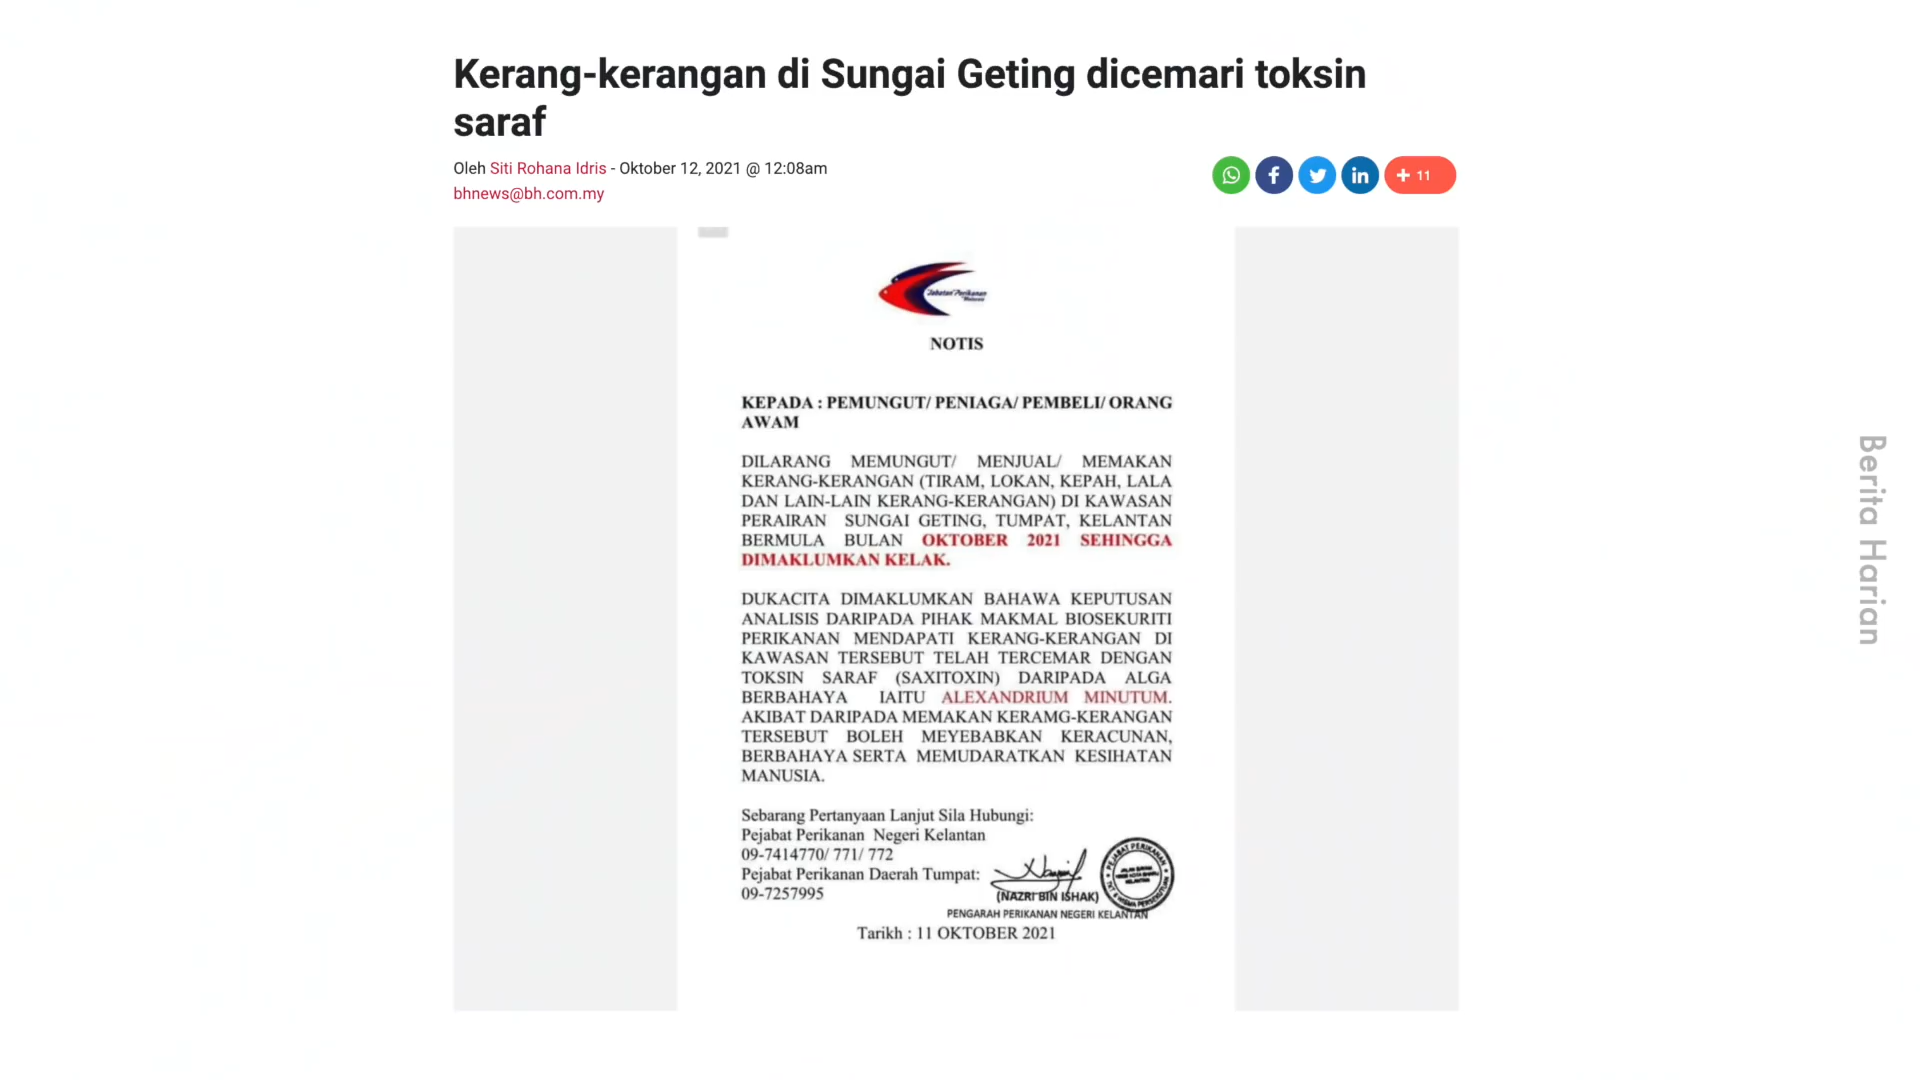 Kerang-kerangan di Sungai Geting dicemari toksin
saraf
Oleh Siti Rohana Idris - Oktober 12, 2021 @ 12:08am
bhnews@bh.com.my
+ 11
Jabatan Perikanan
Malaysia
NOTIS
KEPADA : PEMUNGUT/ PENIAGA/ PEMBELI/ ORANG
AWAM
DILARANG MEMUNGUT/ MENJUAL/ MEMAKAN
KERANG-KERANGAN (TIRAM, LOKAN, KEPAH, LALA
DAN LAIN-LAIN KERANG-KERANGAN) DI KAWASAN
PERAIRAN SUNGAI GETING, TUMPAT, KELANTAN
BERMULA BULAN OKTOBER 2021 SEHINGGA
DIMAKLUMKAN KELAK.
DUKACITA DIMAKLUMKAN BAHAWA KEPUTUSAN
ANALISIS DARIPADA PIHAK MAKMAL BIOSEKURITI
PERIKANAN MENDAPATI KERANG-KERANGAN DI
KAWASAN TERSEBUT TELAH TERCEMAR DENGAN
TOKSIN SARAF (SAXITOXIN) DARIPADA ALGA
BERBAHAYA IAITU ALEXANDRIUM MINUTUM.
AKIBAT DARIPADA MEMAKAN KERAMG-KERANGAN
TERSEBUT BOLEH MEYEBABKAN KERACUNAN,
BERBAHAYA SERTA MEMUDARATKAN KESIHATAN
MANUSIA.
Sebarang Pertanyaan Lanjut Sila Hubungi:
Pejabat Perikanan Negeri Kelantan
09-7414770/ 771/ 772
Pejabat Perikanan Daerah Tumpat:
09-7257995
(NAZRI BIN ISHAK)
PENGARAH PERIKANAN NEGERI KELANTAN
PEJABAT PERIKANAN
Tarikh : 11 OKTOBER 2021
Berita Harian